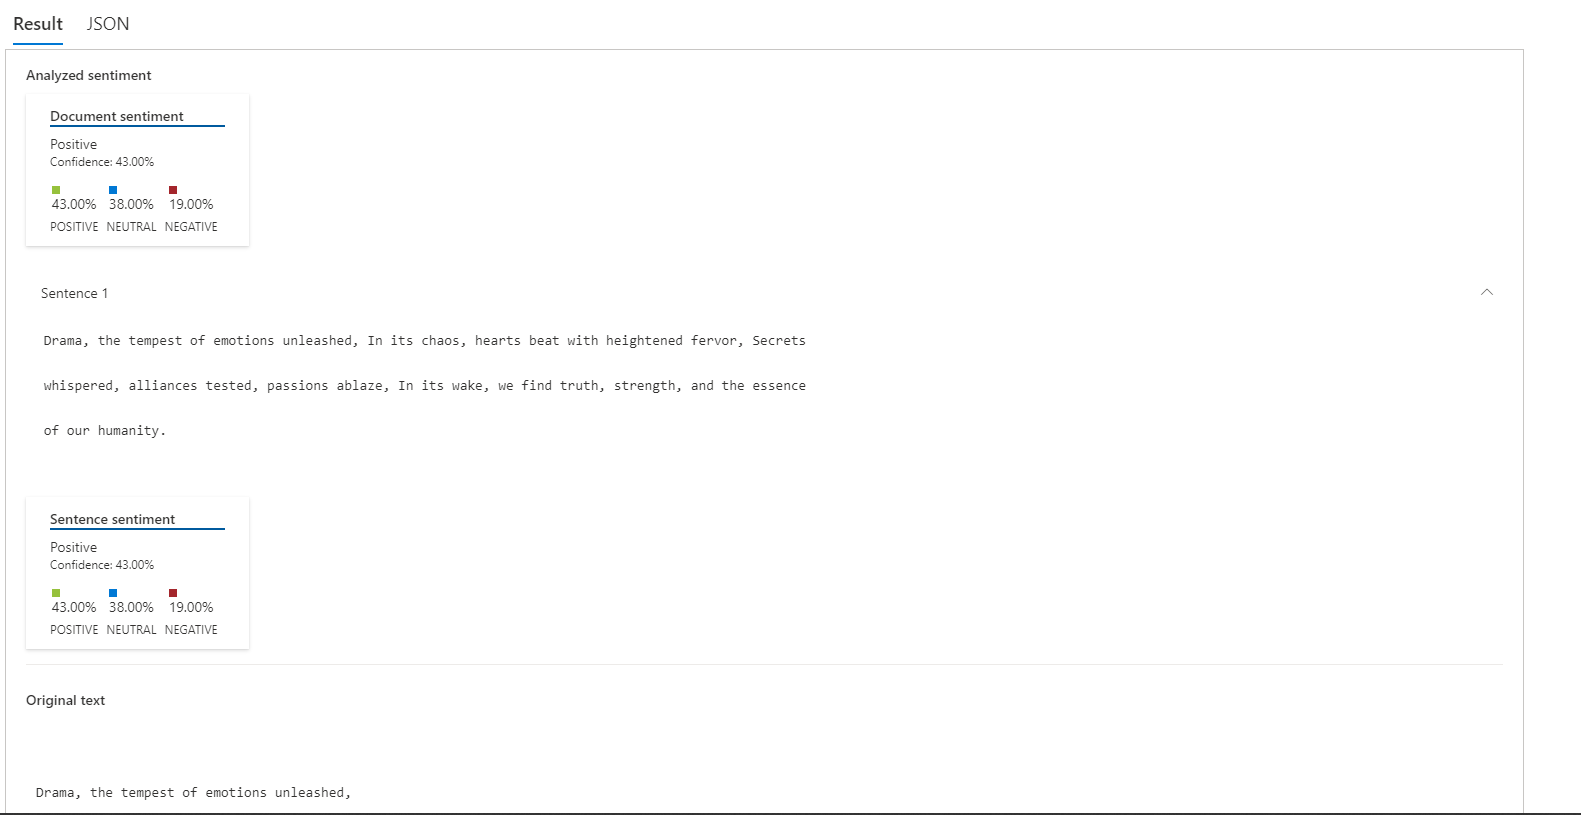 Result JSON
Analyzed sentiment
Document sentiment
Positive
Confidence: 43.00%
43.00% 38.00% 19.00%
POSITIVE NEUTRAL NEGATIVE
Sentence 1
Drama, the tempest of emotions unleashed, In its chaos, hearts beat with heightened fervor, Secrets
whispered, alliances tested, passions ablaze, In its wake, we find truth, strength, and the essence
of our humanity.
Sentence sentiment
Positive
Confidence: 43.00%
43.00% 38.00% 19.00%
POSITIVE NEUTRAL NEGATIVE
Original text
Drama, the tempest of emotions unleashed,